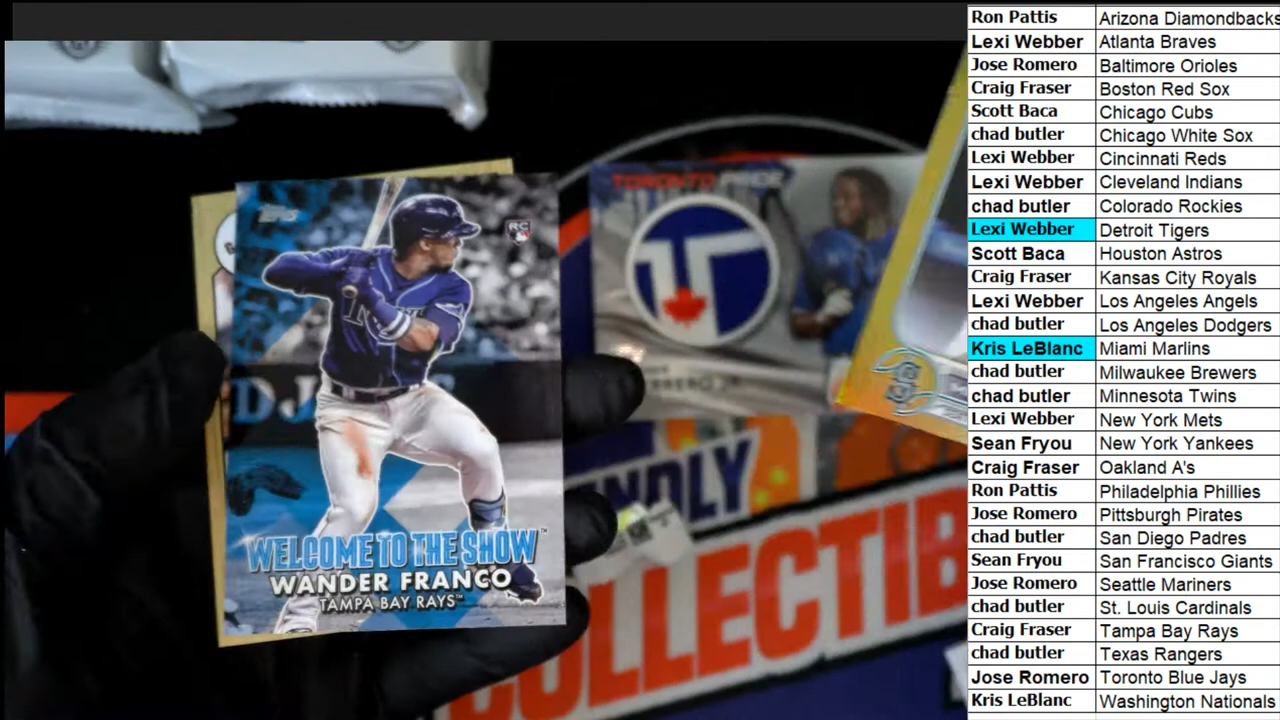 Ron Pattis Arizona Diamondbacks
Lexi Webber Atlanta Braves
Jose Romero Baltimore Orioles
Craig Fraser Boston Red Sox
Scott Baca Chicago Cubs
chad butler Chicago White Sox
Lexi Webber Cincinnati Reds
Lexi Webber Cleveland Indians
chad butler Colorado Rockies
Lexi Webber Detroit Tigers
Scott Baca Houston Astros
Craig Fraser Kansas City Royals
Lexi Webber Los Angeles Angels
chad butler Los Angeles Dodgers
Kris LeBlanc Miami Marlins
chad butler Milwaukee Brewers
chad butler Minnesota Twins
Lexi Webber New York Mets
Sean Fryou New York Yankees
Craig Fraser Oakland A's
Ron Pattis Philadelphia Phillies
Jose Romero Pittsburgh Pirates
chad butler San Diego Padres
Sean Fryou San Francisco Giants
Jose Romero Seattle Mariners
chad butler St. Louis Cardinals
Craig Fraser Tampa Bay Rays
chad butler Texas Rangers
Jose Romero Toronto Blue Jays
Kris LeBlanc Washington Nationals
Topps
RC
WELCOME TO THE SHOW™
WANDER FRANCO
TAMPA BAY RAYS™
TORONTO PRIDE
NDLY
COLLECTIB